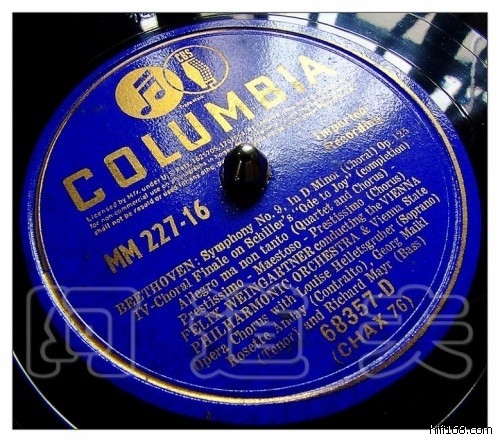 CBS
COLUMBIA
Imported
Recording
MM 227-16
BEETHOVEN: Symphony No. 9, In D Minor (Choral) Op. 125
IV-Choral Finale on Schiller's "Ode to Joy" (completion)
Allegro ma non tanto (Quartet and Chorus)
Prestissimo - Maestoso - Prestissimo (Chorus)
FELIX WEINGARTNER conducting the VIENNA
PHILHARMONIC ORCHESTRA & Vienna State
Opera Chorus with Louise Helletsgruber (Soprano)
Rosette Anday (Contralto), Georg Maikl
(Tenor) and Richard Mayr (Bass)
68357-D
(CHAX 76)
hifi168.com